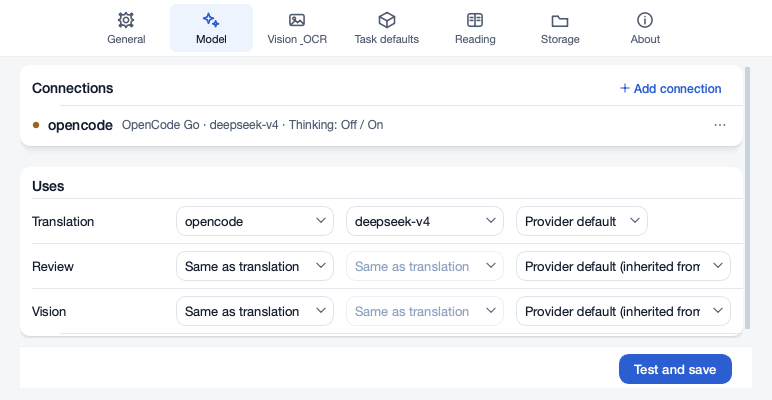 General
Model
Vision _OCR
Task defaults
Reading
Storage
About
Connections
+ Add connection
opencode OpenCode Go · deepseek-v4 · Thinking: Off / On
Uses
Translation opencode deepseek-v4 Provider default
Review Same as translation Same as translation Provider default (inherited from
Vision Same as translation Same as translation Provider default (inherited from
Test and save